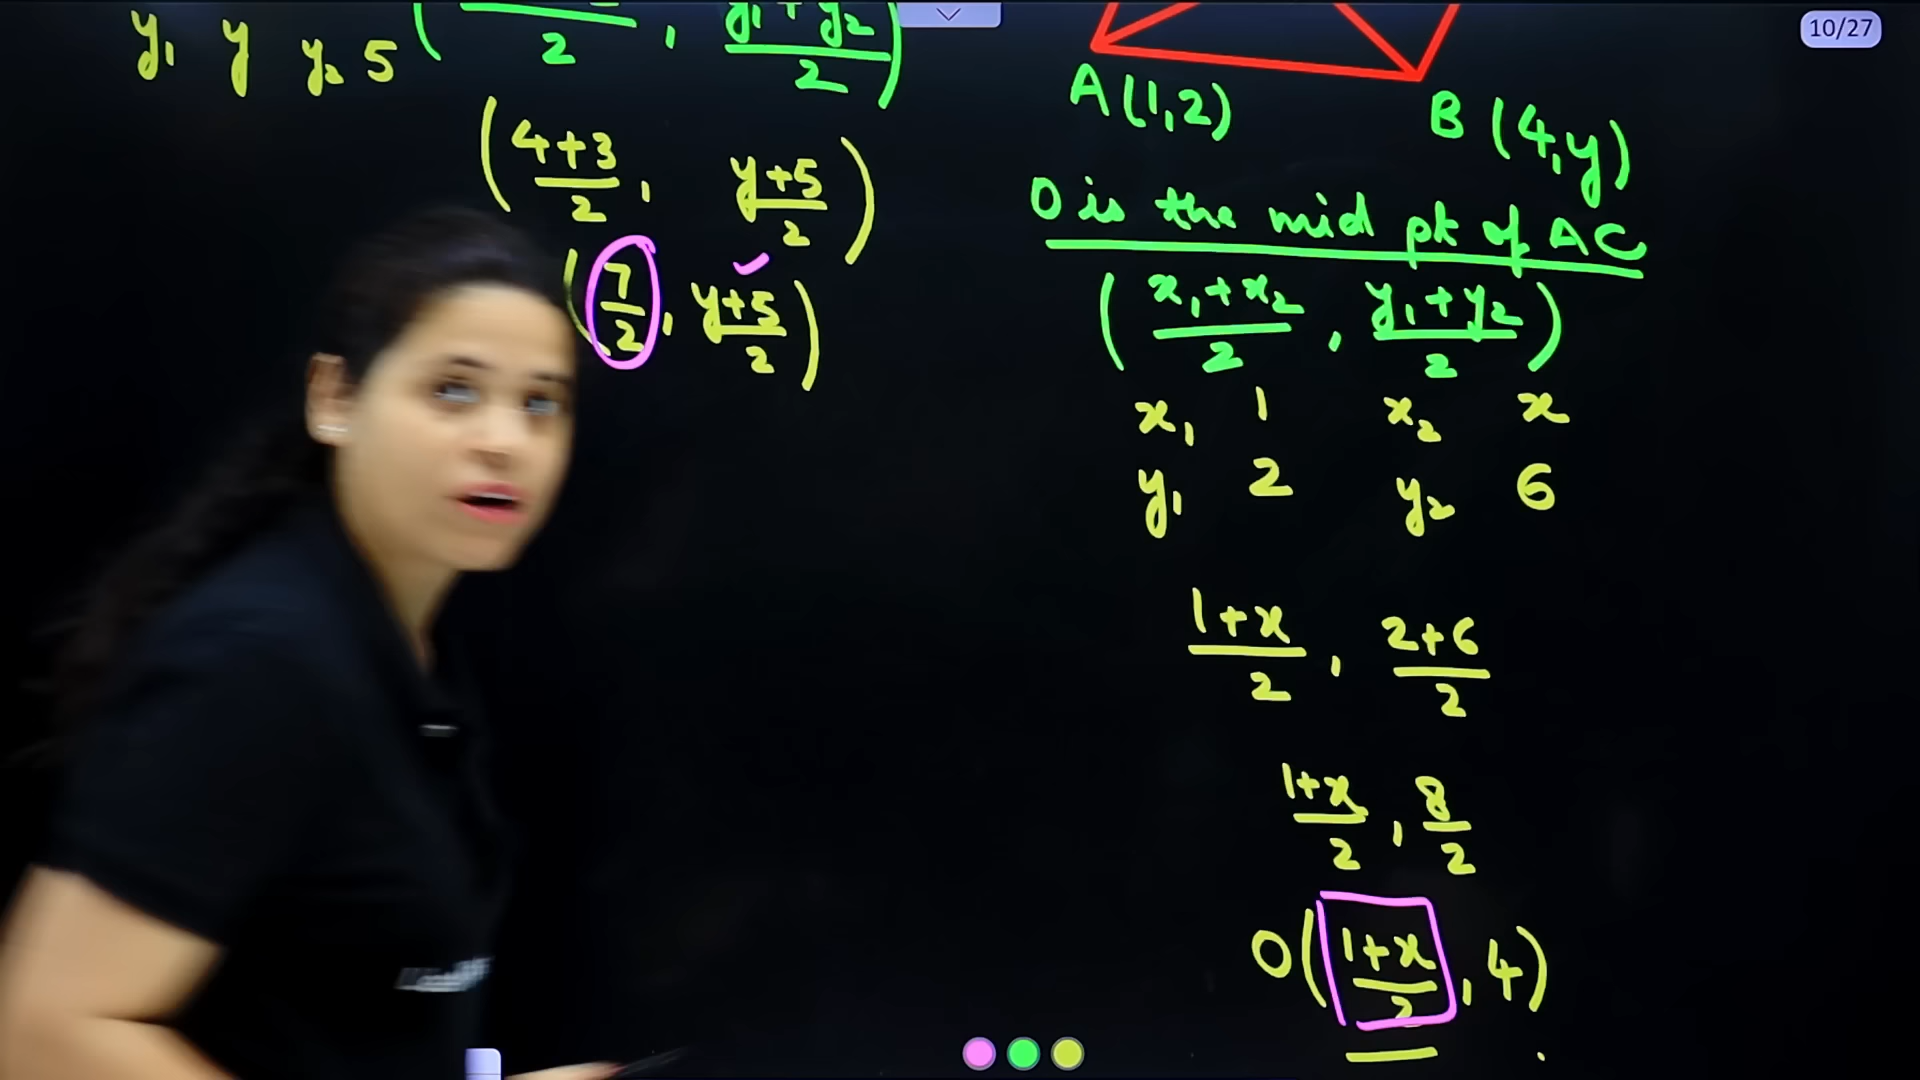 10/27
y₁ y y₂ 5 ( /2 , (y₁+y₂)/2 )
( (4+3)/2 , (y+5)/2 )
( 7/2 , (y+5)/2 )
A(1,2)
B(4,y)
O is the mid pt of AC
( (x₁+x₂)/2 , (y₁+y₂)/2 )
x₁ 1 x₂ x
y₁ 2 y₂ 6
(1+x)/2 , (2+6)/2
(1+x)/2 , 8/2
O( (1+x)/2 , 4)